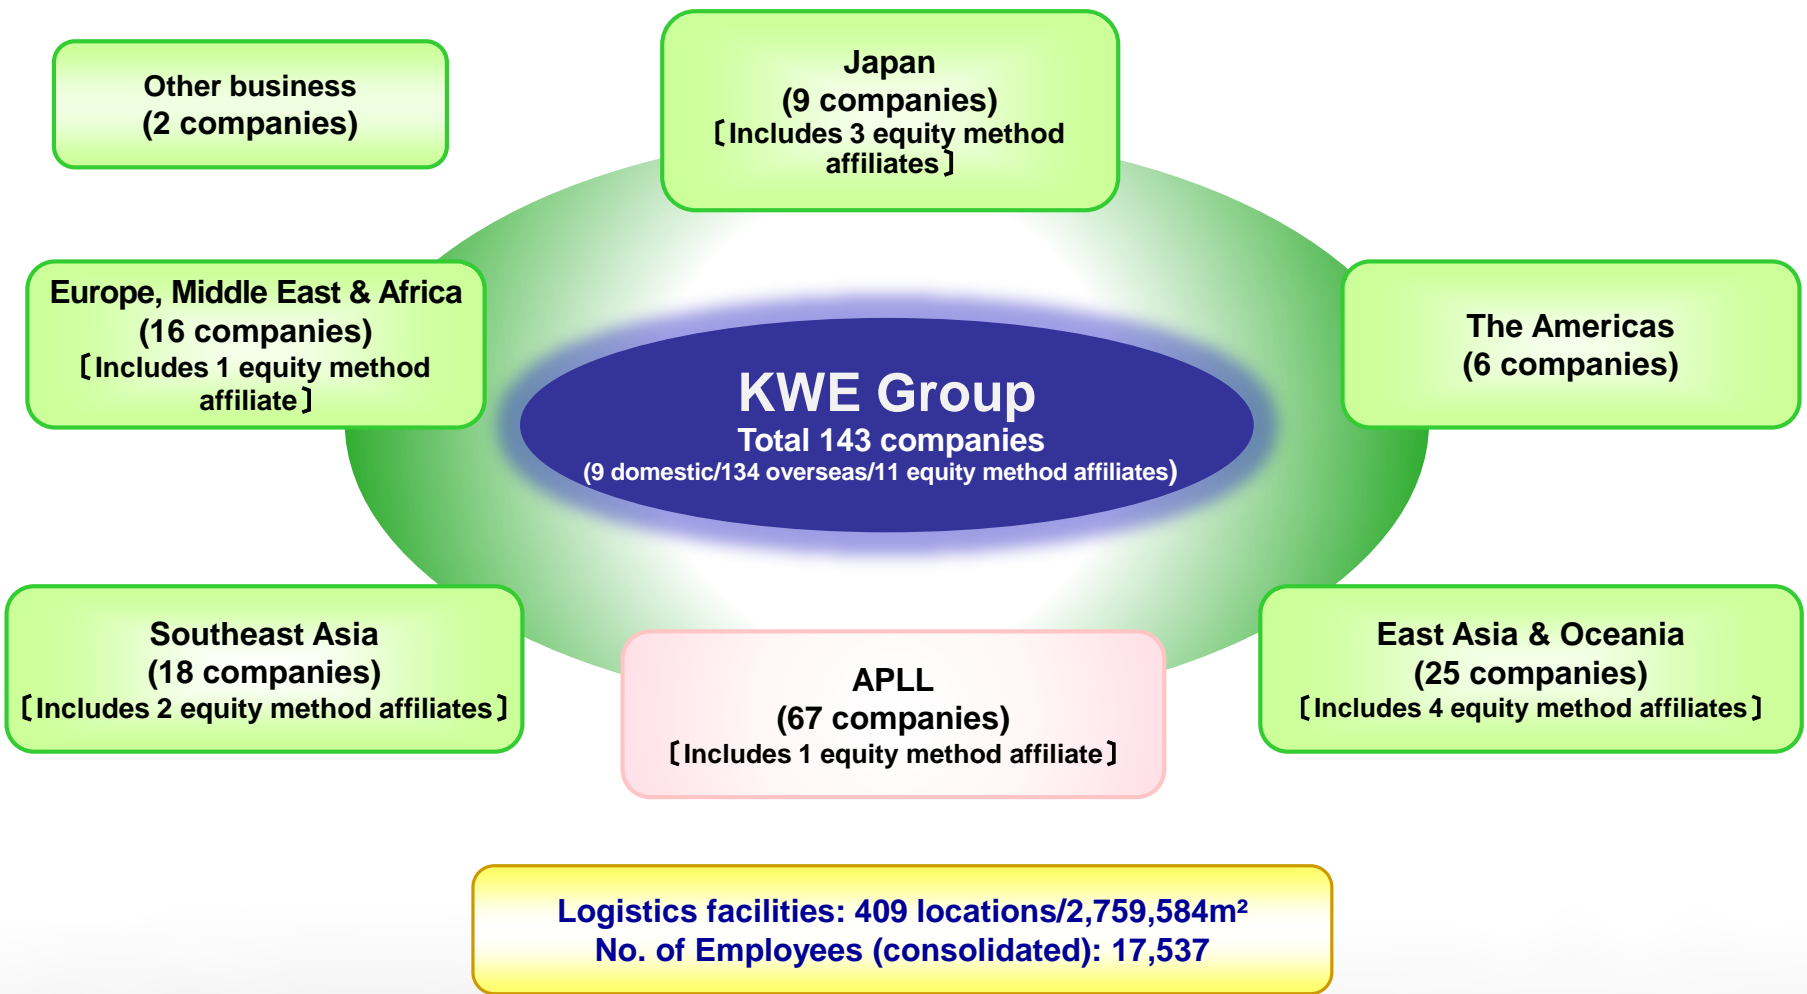 Other business
(2 companies)
Japan
(9 companies)
〔Includes 3 equity method
affiliates〕
Europe, Middle East & Africa
(16 companies)
〔Includes 1 equity method
affiliate〕
The Americas
(6 companies)
KWE Group
Total 143 companies
(9 domestic/134 overseas/11 equity method affiliates)
Southeast Asia
(18 companies)
〔Includes 2 equity method affiliates〕
APLL
(67 companies)
〔Includes 1 equity method affiliate〕
East Asia & Oceania
(25 companies)
〔Includes 4 equity method affiliates〕
Logistics facilities: 409 locations/2,759,584m²
No. of Employees (consolidated): 17,537